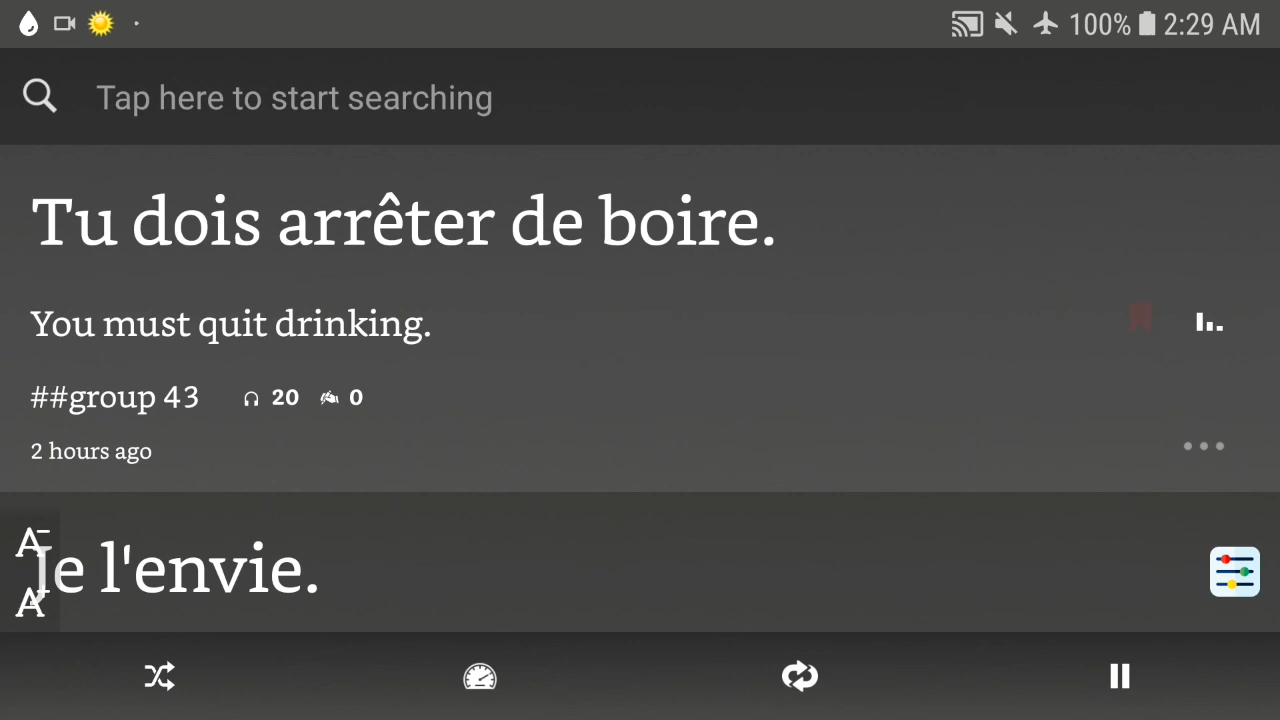 100% 2:29 AM
Tap here to start searching
Tu dois arrêter de boire.
You must quit drinking.
##group 43 20 0
2 hours ago
A-
Je l'envie.
A+